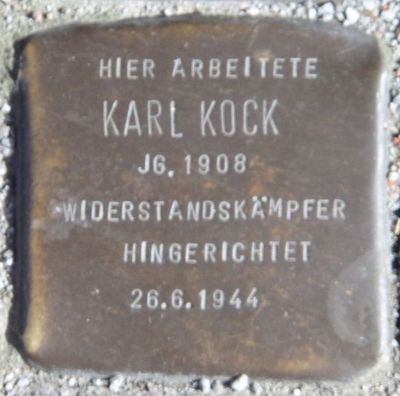 HIER ARBEITETE
KARL KOCK
JG. 1908
WIDERSTANDSKÄMPFER
HINGERICHTET
26.6.1944